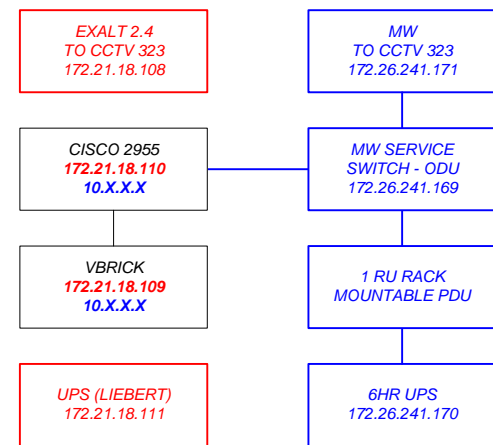 EXALT 2.4
TO CCTV 323
172.21.18.108
MW
TO CCTV 323
172.26.241.171
CISCO 2955
172.21.18.110
10.X.X.X
MW SERVICE
SWITCH - ODU
172.26.241.169
VBRICK
172.21.18.109
10.X.X.X
1 RU RACK
MOUNTABLE PDU
UPS (LIEBERT)
172.21.18.111
6HR UPS
172.26.241.170